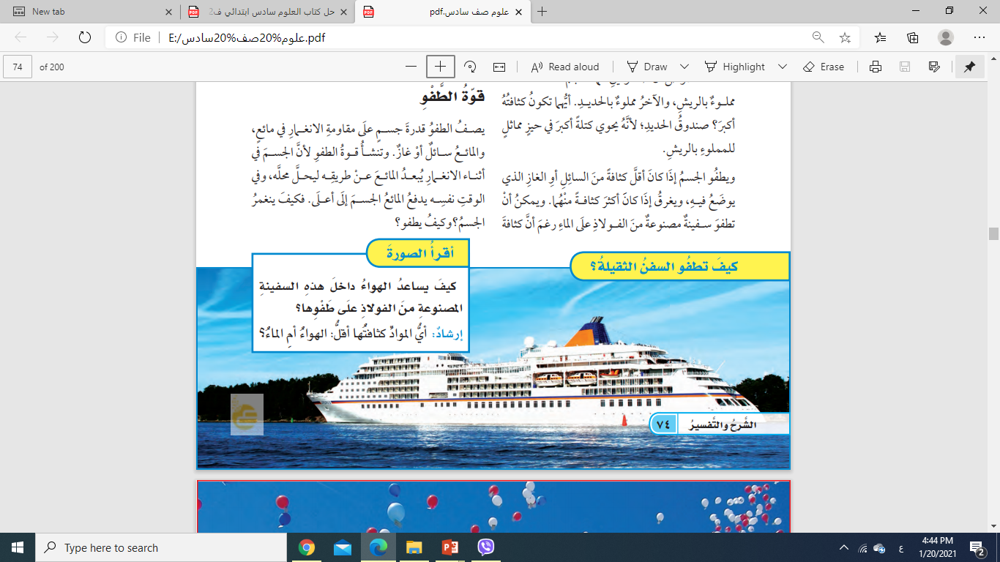 New tab
حل كتاب العلوم سادس ابتدائي ف2
علوم صف سادس.pdf
File
E:/علوم%20صف%20سادس.pdf
74
of 200
Read aloud
Draw
Highlight
Erase
مملوءٌ بالريشِ، والآخرُ مملوءٌ بالحديدِ. أيُّهما تكونُ كثافتُهُ
أكبرَ؟ صندوقُ الحديدِ؛ لأنَّهُ يحوي كتلةً أكبرَ في حيزٍ مماثلٍ
للمملوءِ بالريشِ.
ويطفُو الجسمُ إذَا كانَ أقلَّ كثافةً منَ السائلِ أوِ الغازِ الذي
يوضَعُ فيهِ، ويغرقُ إذَا كانَ أكثرَ كثافةً منْهُما. ويمكنُ أنْ
تطفوَ سفينةٌ مصنوعةٌ منَ الفولاذِ علَى الماءِ رغمَ أنَّ كثافةَ
قوّةُ الطَّفْوِ
يصفُ الطفوُ قدرةَ جسمٍ علَى مقاومةِ الانغمارِ في مائعٍ،
والمائعُ سائلٌ أوْ غازٌ. وتنشأُ قوةُ الطفوِ لأنَّ الجسمَ في
أثناء الانغمارِ يُبعدُ المائعَ عنْ طريقِه ليحلَّ محلَّه، وفي
الوقتِ نفسِه يدفعُ المائعُ الجسمَ إلَى أعلَى. فكيفَ ينغمرُ
الجسمُ؟ وكيفُ يطفو؟
كيفَ تطفُو السفنُ الثقيلةُ؟
أقرأُ الصورةَ
كيفَ يساعدُ الهواءُ داخلَ هذهِ السفينةِ
المصنوعةِ منَ الفولاذِ علَى طَفْوِها؟
إرشادٌ: أيُّ الموادِّ كثافتُها أقلُّ: الهواءُ أمِ الماءُ؟
الشَّرحُ والتَّفسيرُ ٧٤
Type here to search
ع
4:44 PM
1/20/2021
2